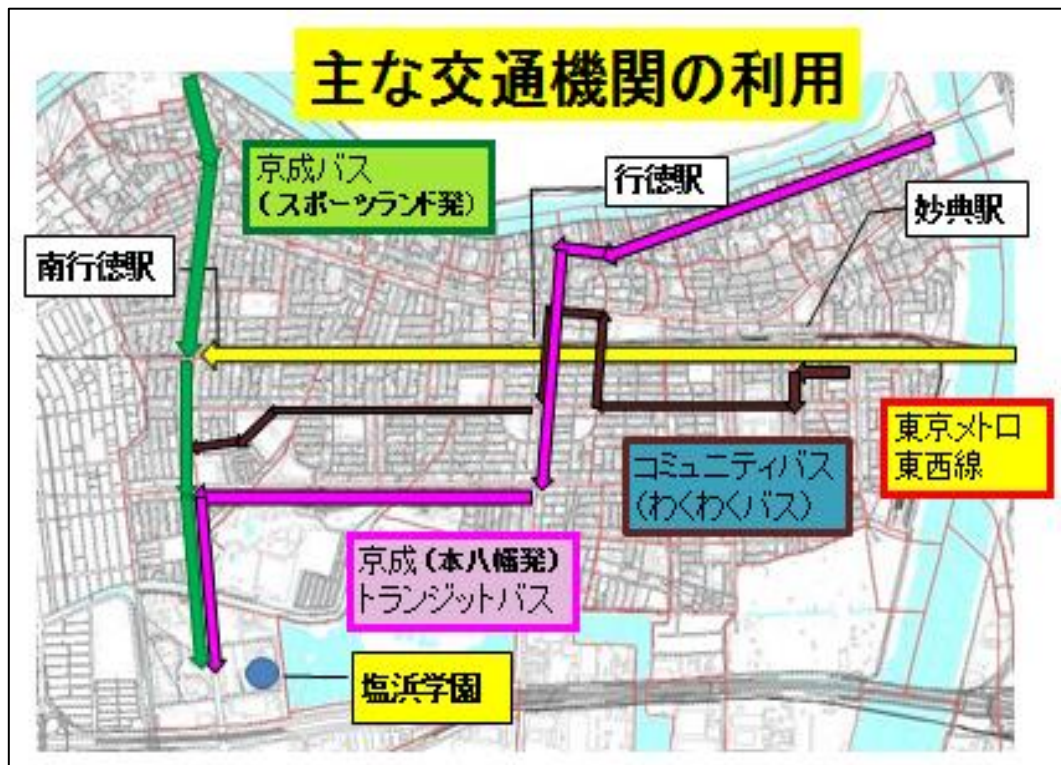 主な交通機関の利用
京成バス
(スポーツランド発)
行徳駅
妙典駅
南行徳駅
東京メトロ
東西線
コミュニティバス
(わくわくバス)
京成(本八幡発)
トランジットバス
塩浜学園